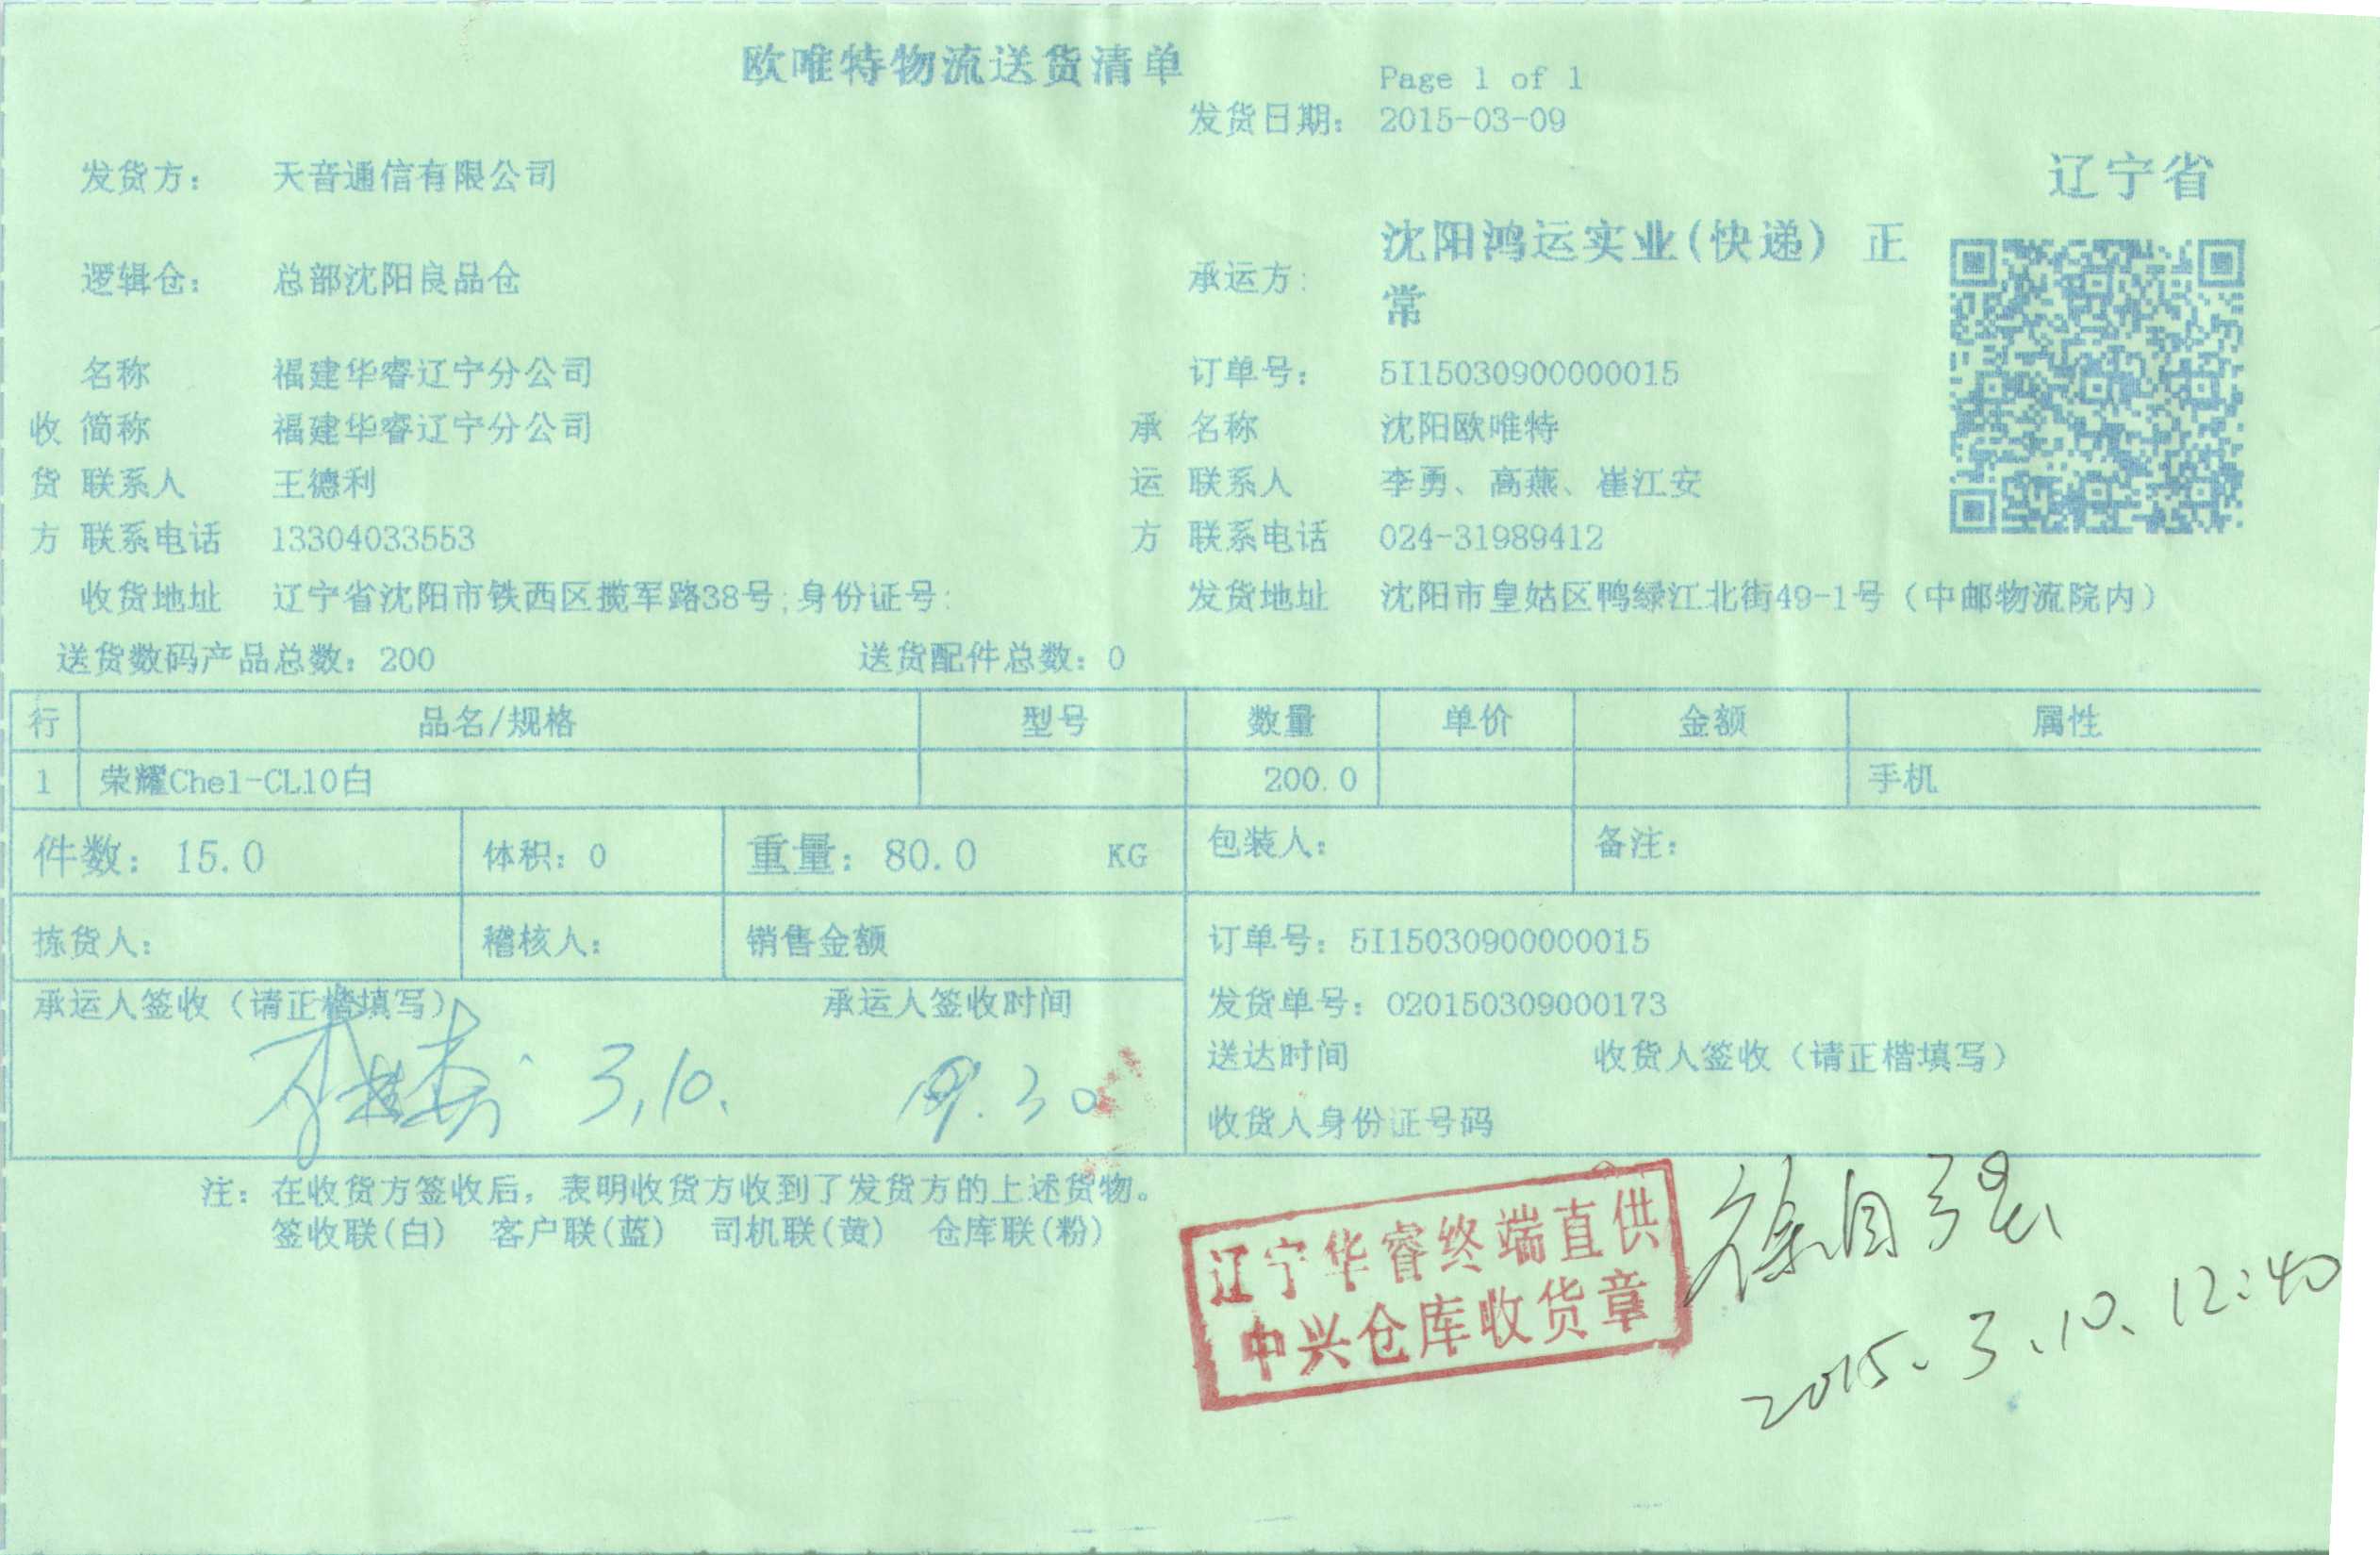 欧唯特物流送货清单
Page 1 of 1
发货日期： 2015-03-09
发货方： 天音通信有限公司
辽宁省
逻辑仓： 总部沈阳良品仓
承运方: 沈阳鸿运实业(快递) 正
常
名称 福建华睿辽宁分公司 订单号： 5I15030900000015
收 简称 福建华睿辽宁分公司 承 名称 沈阳欧唯特
货 联系人 王德利 运 联系人 李勇、高燕、崔江安
方 联系电话 13304033553 方 联系电话 024-31989412
收货地址 辽宁省沈阳市铁西区揽军路38号;身份证号: 发货地址 沈阳市皇姑区鸭绿江北街49-1号（中邮物流院内）
送货数码产品总数：200 送货配件总数：0
行 品名/规格 型号 数量 单价 金额 属性
1 荣耀Che1-CL10白 200.0 手机
件数：15.0 体积：0 重量：80.0 KG 包装人： 备注：
拣货人： 稽核人： 销售金额 订单号：5I15030900000015
承运人签收（请正楷填写） 承运人签收时间 发货单号：020150309000173
送达时间 收货人签收（请正楷填写）
3,10.
收货人身份证号码
注：在收货方签收后，表明收货方收到了发货方的上述货物。
签收联(白) 客户联(蓝) 司机联(黄) 仓库联(粉)
辽宁华睿终端直供
中兴仓库收货章
徐自强
2015.3.10、12:40